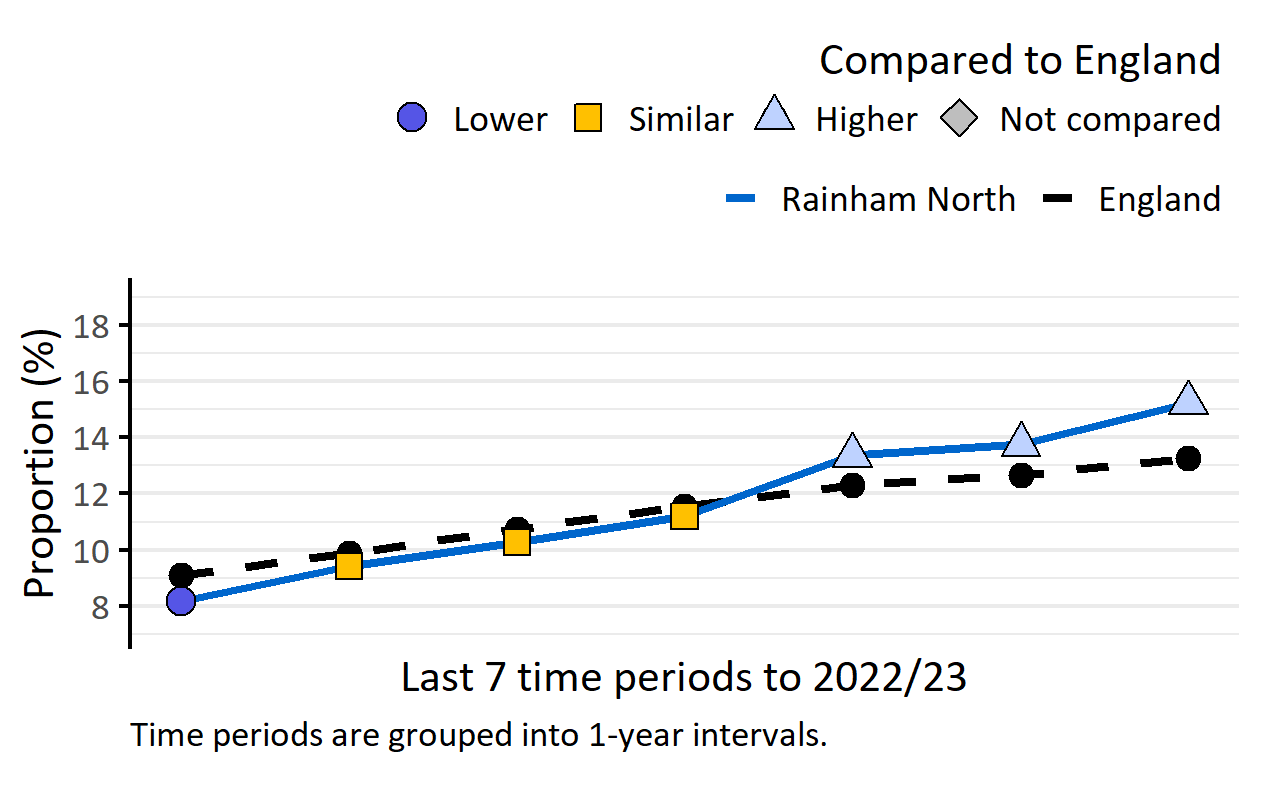 Compared to England
Lower Similar Higher Not compared
Rainham North England
Proportion (%)
18
16
14
12
10
8
Last 7 time periods to 2022/23
Time periods are grouped into 1-year intervals.